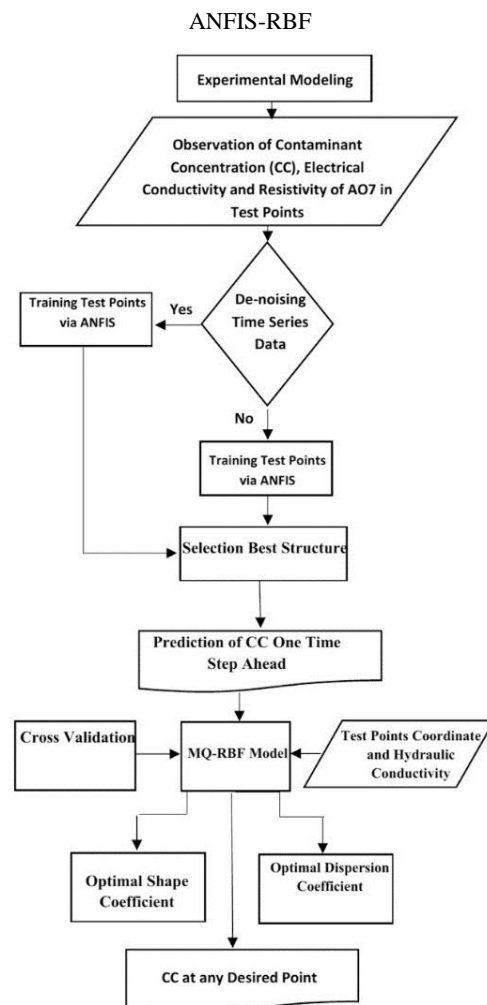 ANFIS-RBF
Experimental Modeling
Observation of Contaminant
Concentration (CC), Electrical
Conductivity and Resistivity of AO7 in
Test Points
Training Test Points
via ANFIS
Yes
De-noising
Time Series
Data
No
Training Test Points
via ANFIS
Selection Best Structure
Prediction of CC One Time
Step Ahead
Cross Validation
MQ-RBF Model
Test Points Coordinate
and Hydraulic
Conductivity
Optimal Shape
Coefficient
Optimal Dispersion
Coefficient
CC at any Desired Point